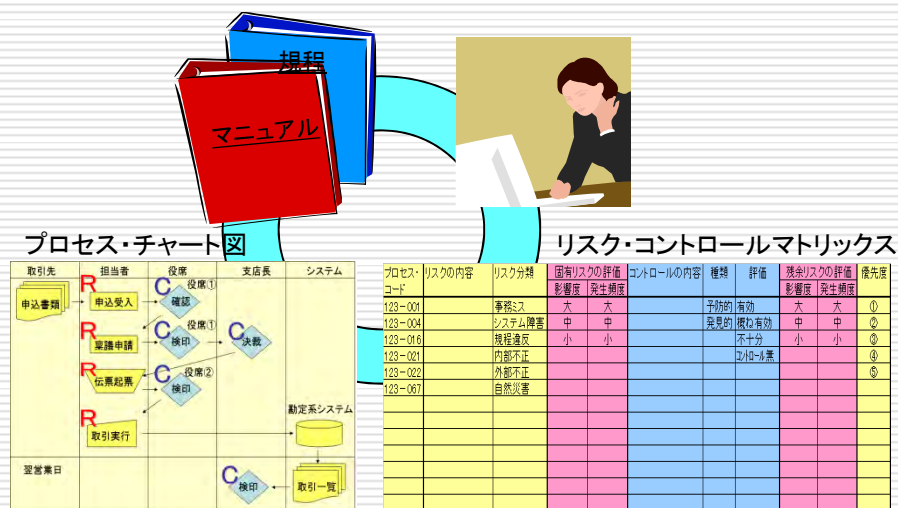 規程
マニュアル
プロセス・チャート図
取引先 担当者 役席 支店長 システム
申込書類
R
申込受入
C
役席①
確認
R
稟議申請
C
役席①
検印
C
決裁
R
伝票起票
C
役席②
検印
R
取引実行
勘定系システム
翌営業日
C
検印
取引一覧
リスク・コントロールマトリックス
プロセス・コード リスクの内容 リスク分類 固有リスクの評価 コントロールの内容 種類 評価 残余リスクの評価 優先度
影響度 発生頻度 影響度 発生頻度
123-001 事務ミス 大 大 予防的 有効 大 大 ①
123-004 システム障害 中 中 発見的 概ね有効 中 中 ②
123-016 規程違反 小 小 不十分 小 小 ③
123-021 内部不正 コントロール無 ④
123-022 外部不正 ⑤
123-067 自然災害